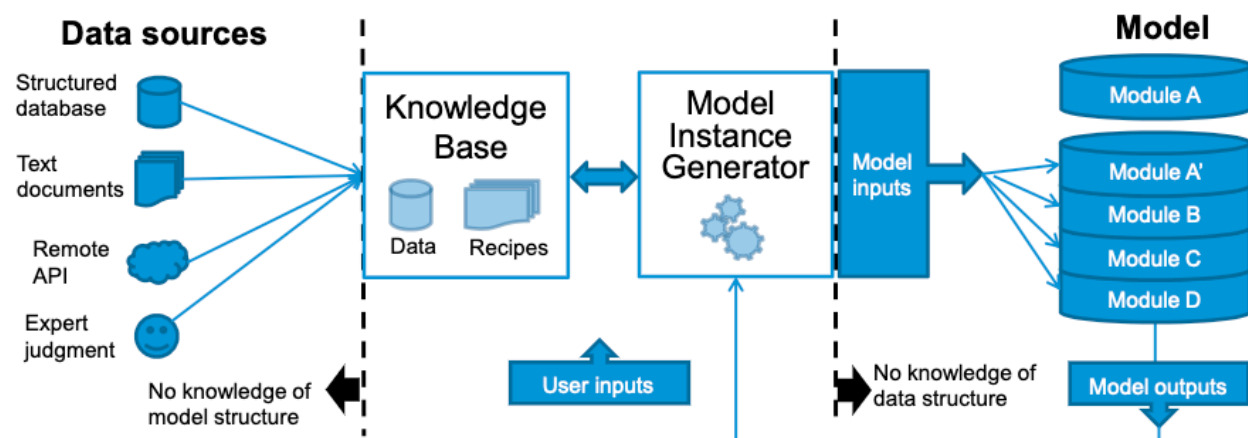 Data sources
Structured
database
Text
documents
Remote
API
Expert
judgment
No knowledge of
model structure
Knowledge
Base
Data
Recipes
Model
Instance
Generator
User inputs
Model
inputs
No knowledge of
data structure
Model
Module A
Module A'
Module B
Module C
Module D
Model outputs